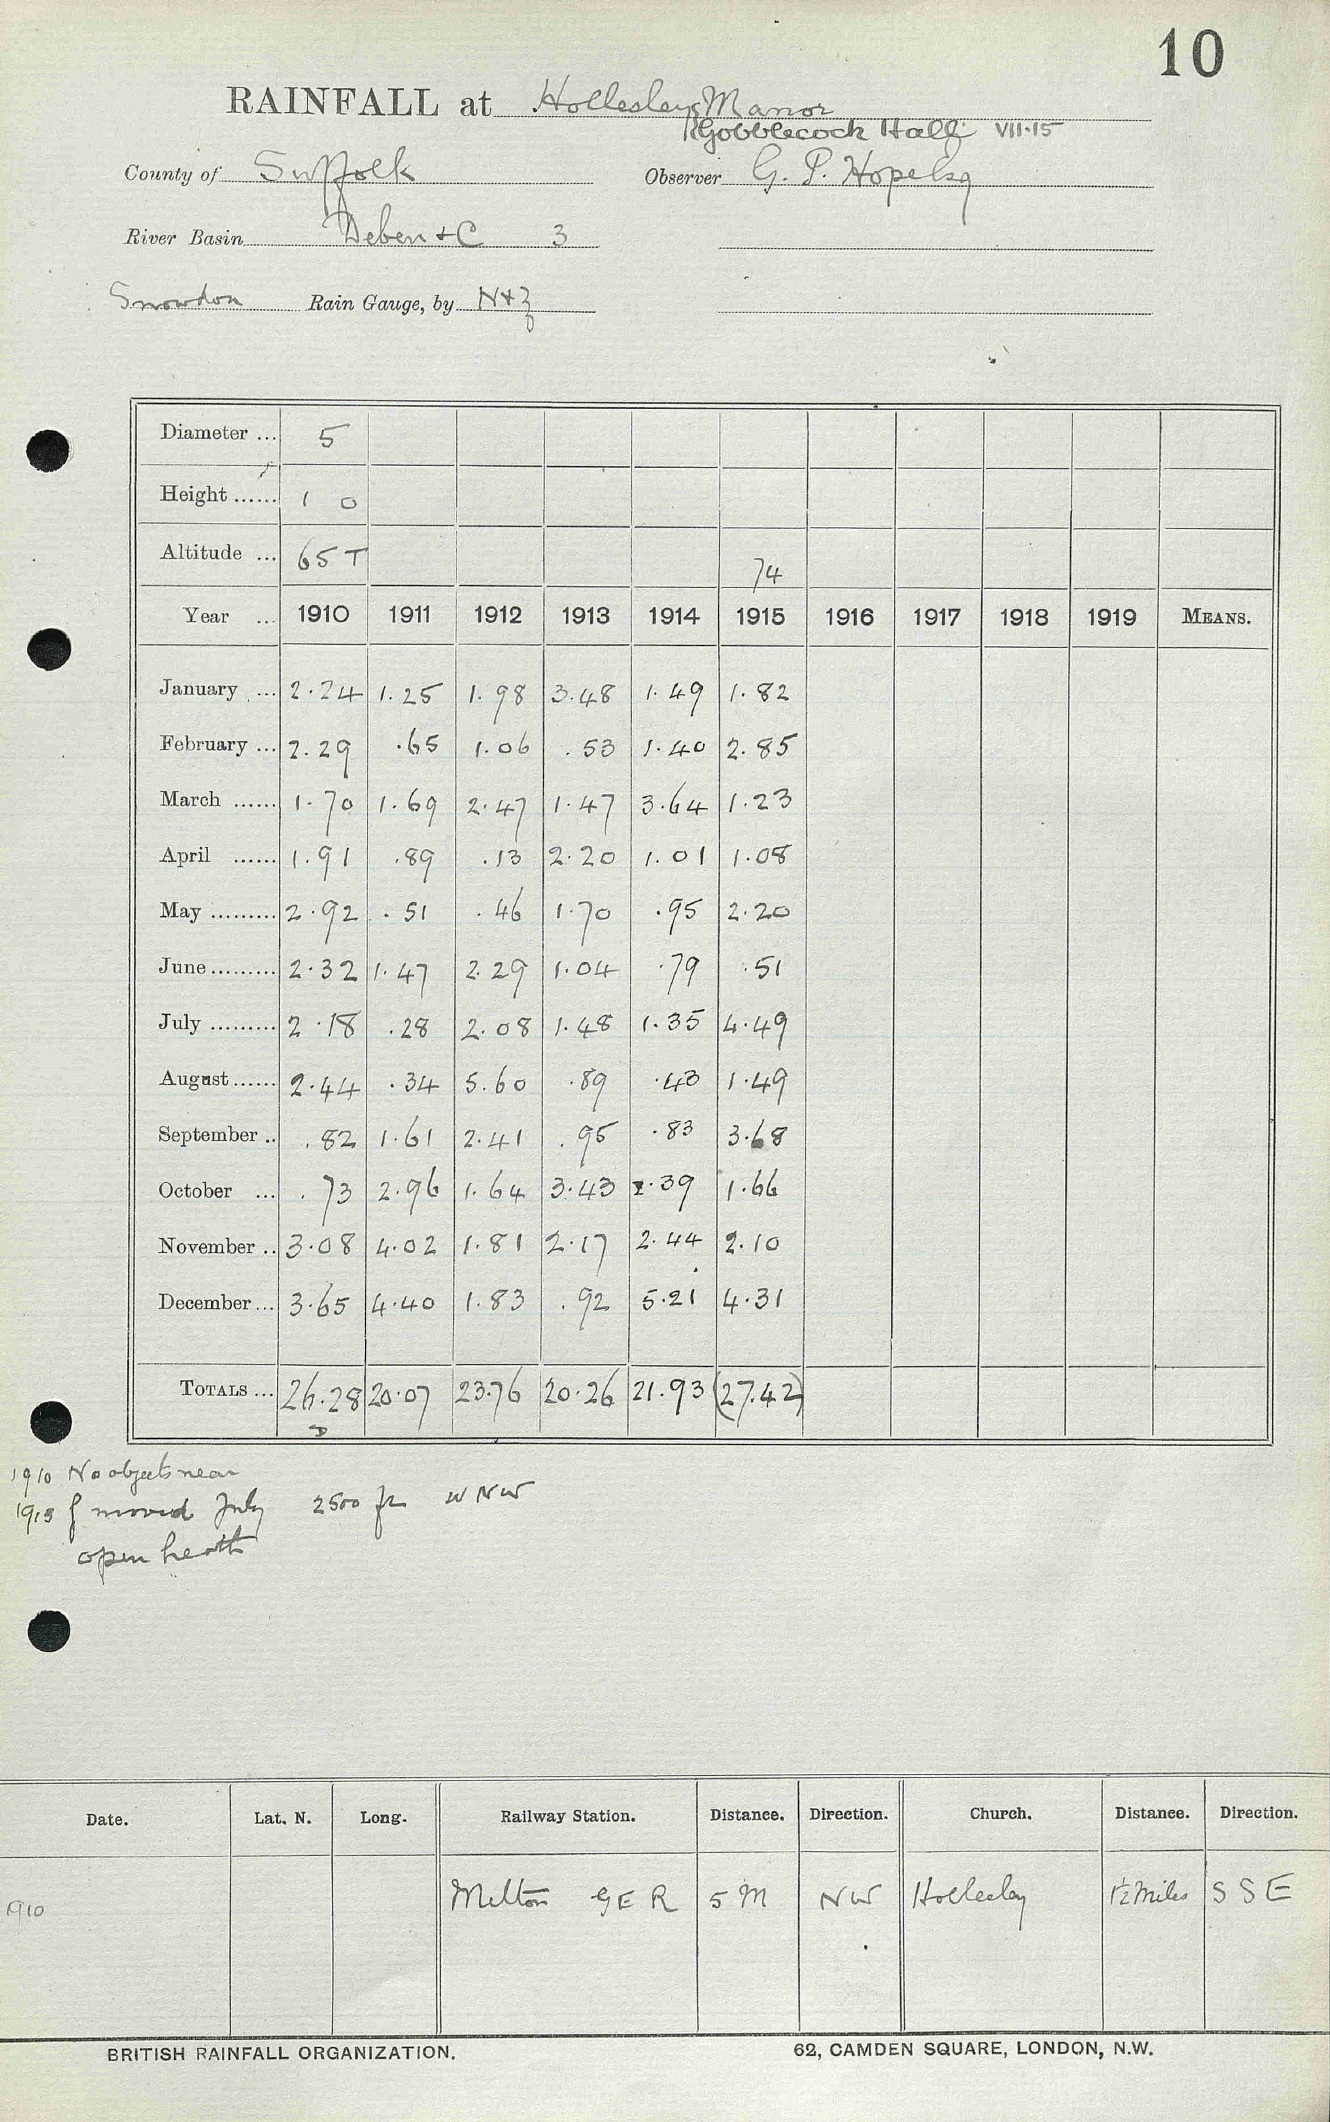 10
RAINFALL at Hollesley Manor
Gobblecock Hall VII.15
County of Suffolk Observer G. P. Hope Esq
River Basin Deben & C 3
Snowdon Rain Gauge, by N & Z
Diameter ... 5
Height ...... 1 0
Altitude ... 65 T 74
Year ... 1910 1911 1912 1913 1914 1915 1916 1917 1918 1919 MEANS.
January ... 2.24 1.25 1.98 3.48 1.49 1.82
February ... 2.29 .65 1.06 .53 1.40 2.85
March ...... 1.70 1.69 2.47 1.47 3.64 1.23
April ...... 1.91 .89 .13 2.20 1.01 1.08
May ......... 2.92 .51 .46 1.70 .95 2.20
June ......... 2.32 1.47 2.29 1.04 .79 .51
July ......... 2.18 .28 2.08 1.48 1.35 4.49
August ...... 2.44 .34 5.60 .89 .43 1.49
September .. .82 1.61 2.41 .95 .83 3.68
October ... .73 2.96 1.64 3.43 2.39 1.66
November .. 3.08 4.02 1.81 2.17 2.44 2.10
December ... 3.65 4.40 1.83 .92 5.21 4.31
TOTALS ... 26.28 20.07 23.76 20.26 21.93 (27.42)
D
1910 No objects near
1915 moved July 2500 ft WNW
open heath
Date. Lat. N. Long. Railway Station. Distance. Direction. Church. Distance. Direction.
1910 Melton G E R 5 M NW Hollesley 1½ miles S S E
BRITISH RAINFALL ORGANIZATION. 62, CAMDEN SQUARE, LONDON, N.W.